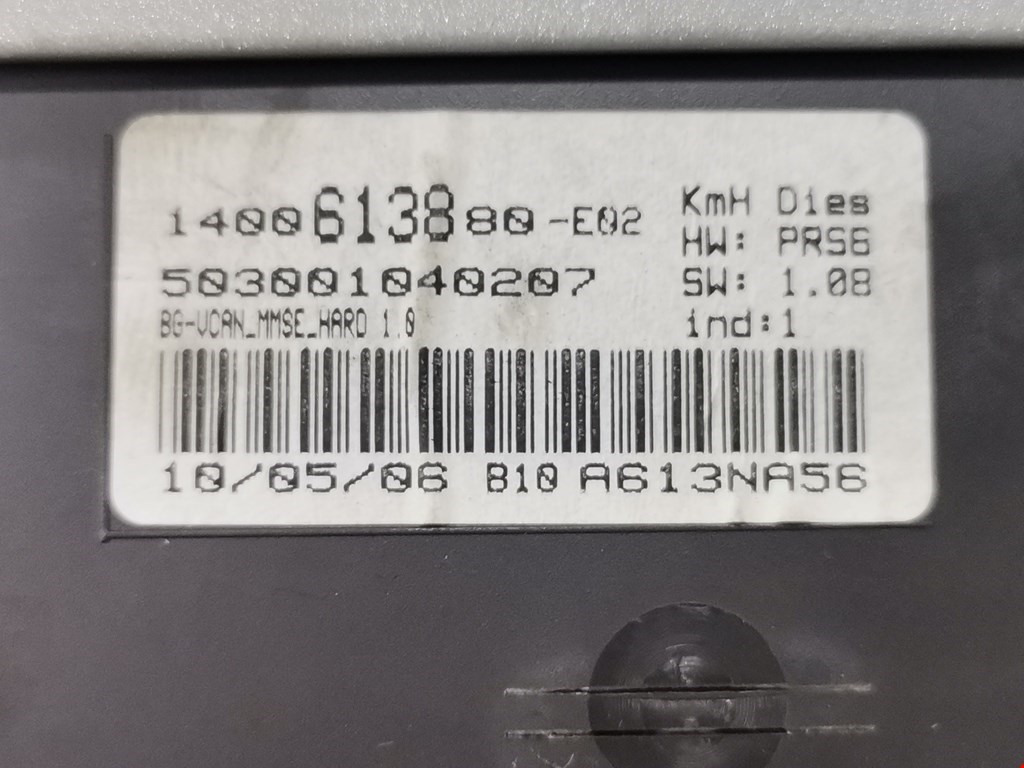 1400613880-E02
503001040207
BG-VCAN_MMSE_HARD 1.0
KmH Dies
HW: PRS6
SW: 1.08
ind:1
10/05/06 B10 A613NA56